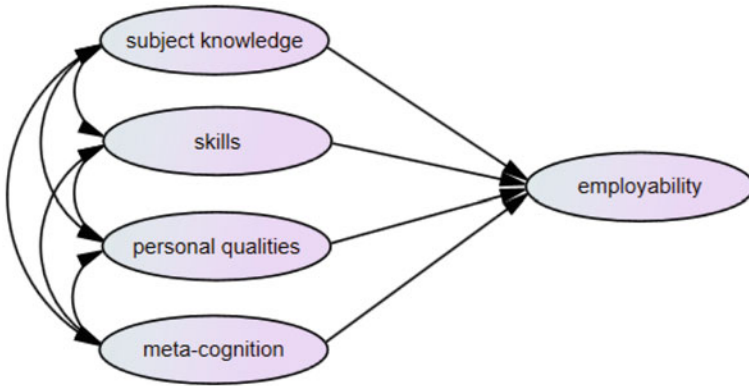 subject knowledge
skills
personal qualities
meta-cognition
employability